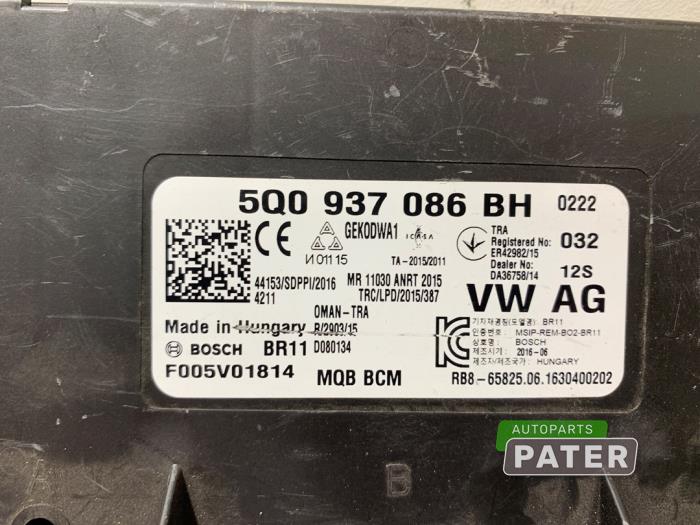 5Q0 937 086 BH 0222
CE GEKODWA1 ICASA
И 01115 TA-2015/2011
TRA
Registered No: 032
ER42982/15
Dealer No: 12S
DA36758/14
44153/SDPPI/2016
4211
MR 11030 ANRT 2015
TRC/LPD/2015/387
VW AG
OMAN-TRA
Made in Hungary R/2903/15
BOSCH BR11 D080134
F005V01814 MQB BCM
기자재명칭(모델명): BR11
인증번호: MSIP-REM-BO2-BR11
상호명: BOSCH
제조시기: 2016-06
제조자/제조국가: HUNGARY
RB8-65825.06.1630400202
B
AUTOPARTS
PATER